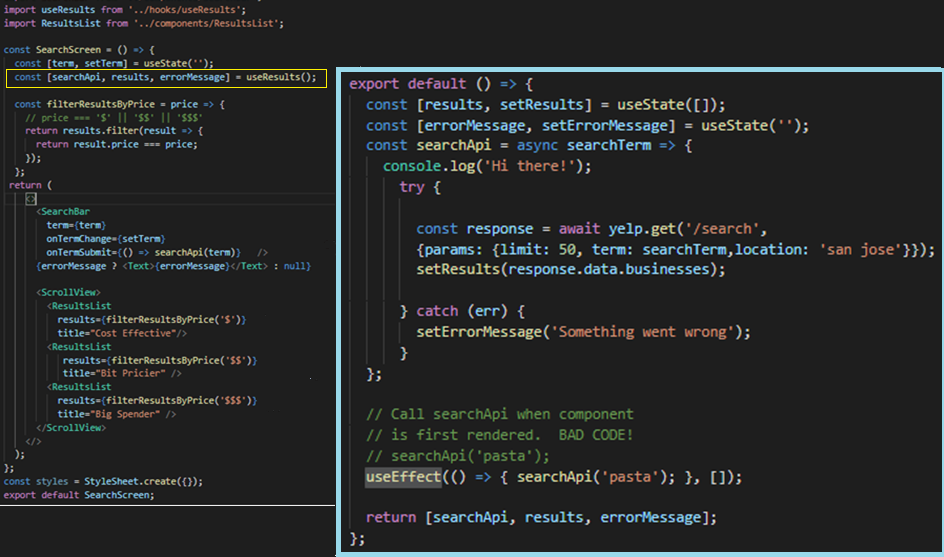 import useResults from '../hooks/useResults';
import ResultsList from '../components/ResultsList';
const SearchScreen = () => {
const [term, setTerm] = useState('');
const [searchApi, results, errorMessage] = useResults();
const filterResultsByPrice = price => {
// price === '$' || '$$' || '$$$'
return results.filter(result => {
return result.price === price;
});
};
return (
<>
<SearchBar
term={term}
onTermChange={setTerm}
onTermSubmit={() => searchApi(term)} />
{errorMessage ? <Text>{errorMessage}</Text> : null}
<ScrollView>
<ResultsList
results={filterResultsByPrice('$')}
title="Cost Effective"/>
<ResultsList
results={filterResultsByPrice('$$')}
title="Bit Pricier" />
<ResultsList
results={filterResultsByPrice('$$$')}
title="Big Spender" />
</ScrollView>
</>
);
};
const styles = StyleSheet.create({});
export default SearchScreen;
export default () => {
const [results, setResults] = useState([]);
const [errorMessage, setErrorMessage] = useState('');
const searchApi = async searchTerm => {
console.log('Hi there!');
try {
const response = await yelp.get('/search',
{params: {limit: 50, term: searchTerm,location: 'san jose'}});
setResults(response.data.businesses);
} catch (err) {
setErrorMessage('Something went wrong');
}
};
// Call searchApi when component
// is first rendered.  BAD CODE!
// searchApi('pasta');
useEffect(() => { searchApi('pasta'); }, []);
return [searchApi, results, errorMessage];
};